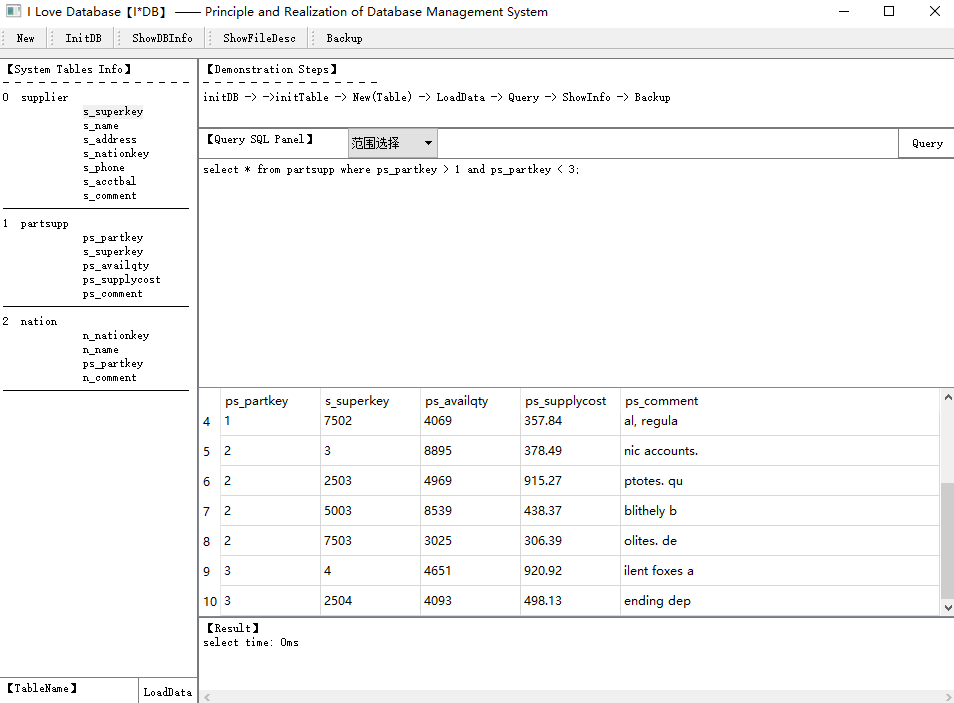 I Love Database【I*DB】 —— Principle and Realization of Database Management System
New InitDB ShowDBInfo ShowFileDesc Backup
【System Tables Info】
0 supplier
s_superkey
s_name
s_address
s_nationkey
s_phone
s_acctbal
s_comment
1 partsupp
ps_partkey
s_superkey
ps_availqty
ps_supplycost
ps_comment
2 nation
n_nationkey
n_name
ps_partkey
n_comment
【TableName】 LoadData
【Demonstration Steps】
initDB -> ->initTable -> New(Table) -> LoadData -> Query -> ShowInfo -> Backup
【Query SQL Panel】 范围选择 Query
select * from partsupp where ps_partkey > 1 and ps_partkey < 3;
ps_partkey s_superkey ps_availqty ps_supplycost ps_comment
4 1 7502 4069 357.84 al, regula
5 2 3 8895 378.49 nic accounts.
6 2 2503 4969 915.27 ptotes. qu
7 2 5003 8539 438.37 blithely b
8 2 7503 3025 306.39 olites. de
9 3 4 4651 920.92 ilent foxes a
10 3 2504 4093 498.13 ending dep
【Result】
select time: 0ms